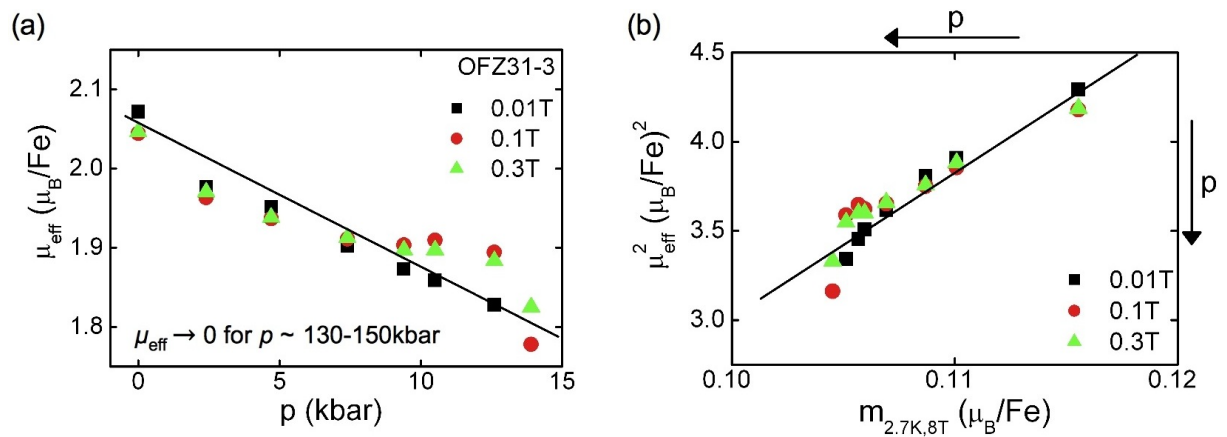 (a)
OFZ31-3
0.01T
0.1T
0.3T
2.1
2.0
1.9
1.8
μeff (μB/Fe)
μeff → 0 for p ~ 130-150kbar
0 5 10 15
p (kbar)
(b)
p
4.5
4.0
3.5
3.0
μ²eff (μB/Fe)²
p
0.01T
0.1T
0.3T
0.10 0.11 0.12
m2.7K,8T (μB/Fe)